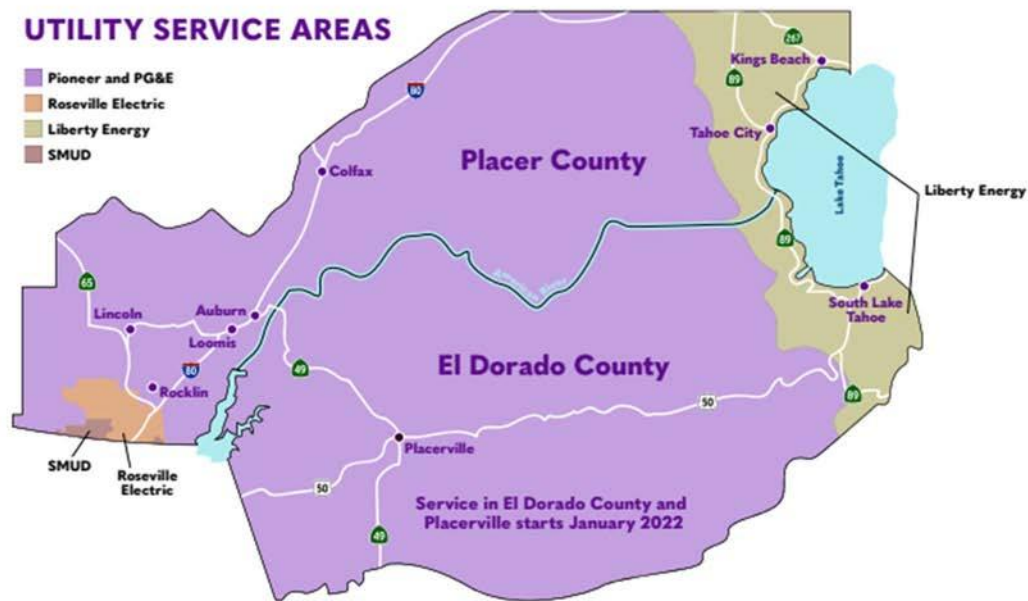 UTILITY SERVICE AREAS
Pioneer and PG&E
Roseville Electric
Liberty Energy
SMUD
267
Kings Beach
89
80
Tahoe City
Placer County
Colfax
Lake Tahoe
Liberty Energy
89
American River
65
Auburn
Lincoln
Loomis
South Lake
Tahoe
80
49
El Dorado County
Rocklin
89
50
Placerville
SMUD
Roseville
Electric
50
Service in El Dorado County and
Placerville starts January 2022
49